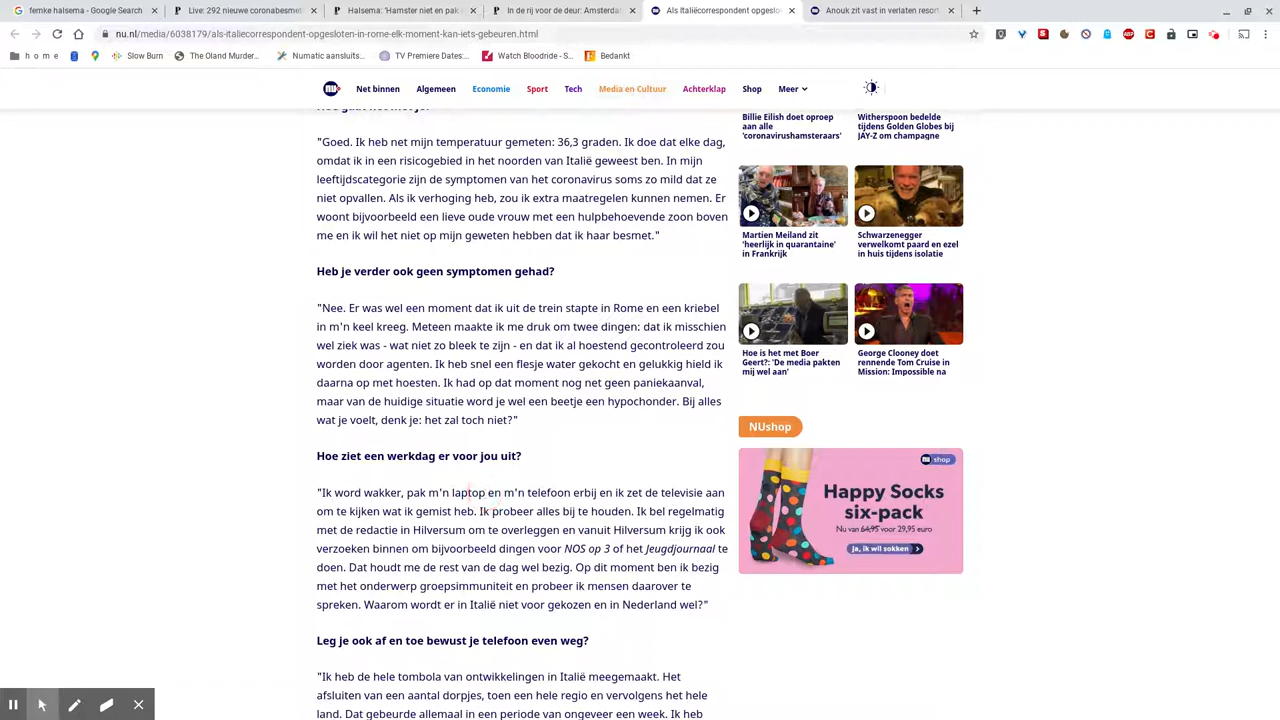 femke halsema - Google Search
Live: 292 nieuwe coronabesmet
Halsema: 'Hamster niet en pak
In de rij voor de deur: Amsterda
Als Italiëcorrespondent opgeslo
Anouk zit vast in verlaten resort
nu.nl/media/6038179/als-italiecorrespondent-opgesloten-in-rome-elk-moment-kan-iets-gebeuren.html
h o m e
Slow Burn
The Oland Murder...
Numatic aansluitin...
TV Premiere Dates:...
Watch Bloodride - S...
Bedankt
NU
Net binnen
Algemeen
Economie
Sport
Tech
Media en Cultuur
Achterklap
Shop
Meer
"Goed. Ik heb net mijn temperatuur gemeten: 36,3 graden. Ik doe dat elke dag,
omdat ik in een risicogebied in het noorden van Italië geweest ben. In mijn
leeftijdscategorie zijn de symptomen van het coronavirus soms zo mild dat ze
niet opvallen. Als ik verhoging heb, zou ik extra maatregelen kunnen nemen. Er
woont bijvoorbeeld een lieve oude vrouw met een hulpbehoevende zoon boven
me en ik wil het niet op mijn geweten hebben dat ik haar besmet."
Heb je verder ook geen symptomen gehad?
"Nee. Er was wel een moment dat ik uit de trein stapte in Rome en een kriebel
in m'n keel kreeg. Meteen maakte ik me druk om twee dingen: dat ik misschien
wel ziek was - wat niet zo bleek te zijn - en dat ik al hoestend gecontroleerd zou
worden door agenten. Ik heb snel een flesje water gekocht en gelukkig hield ik
daarna op met hoesten. Ik had op dat moment nog net geen paniekaanval,
maar van de huidige situatie word je wel een beetje een hypochonder. Bij alles
wat je voelt, denk je: het zal toch niet?"
Hoe ziet een werkdag er voor jou uit?
"Ik word wakker, pak m'n laptop en m'n telefoon erbij en ik zet de televisie aan
om te kijken wat ik gemist heb. Ik probeer alles bij te houden. Ik bel regelmatig
met de redactie in Hilversum om te overleggen en vanuit Hilversum krijg ik ook
verzoeken binnen om bijvoorbeeld dingen voor NOS op 3 of het Jeugdjournaal te
doen. Dat houdt me de rest van de dag wel bezig. Op dit moment ben ik bezig
met het onderwerp groepsimmuniteit en probeer ik mensen daarover te
spreken. Waarom wordt er in Italië niet voor gekozen en in Nederland wel?"
Leg je ook af en toe bewust je telefoon even weg?
"Ik heb de hele tombola van ontwikkelingen in Italië meegemaakt. Het
afsluiten van een aantal dorpjes, toen een hele regio en vervolgens het hele
land. Dat gebeurde allemaal in een periode van ongeveer een week. Ik heb
Billie Eilish doet oproep
aan alle
'coronavirushamsteraars'
Witherspoon bedelde
tijdens Golden Globes bij
JAY-Z om champagne
Martien Meiland zit
'heerlijk in quarantaine'
in Frankrijk
Schwarzenegger
verwelkomt paard en ezel
in huis tijdens isolatie
Hoe is het met Boer
Geert?: 'De media pakten
mij wel aan'
George Clooney doet
rennende Tom Cruise in
Mission: Impossible na
NUshop
NU shop
Happy Socks
six-pack
Nu van 64,95 voor 29,95 euro
Ja, ik wil sokken